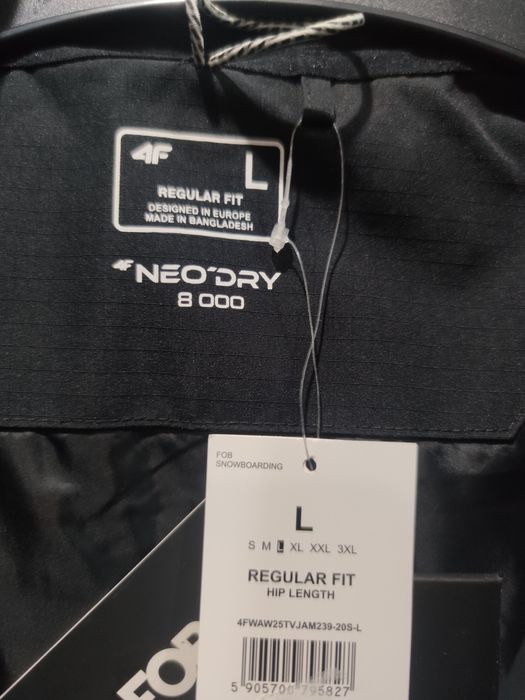 4F
L
REGULAR FIT
DESIGNED IN EUROPE
MADE IN BANGLADESH
4F NEO DRY
8 000
FOB
SNOWBOARDING
L
S M L XL XXL 3XL
REGULAR FIT
HIP LENGTH
4FWAW25TVJAM239-20S-L
5 905700 795827
FOB